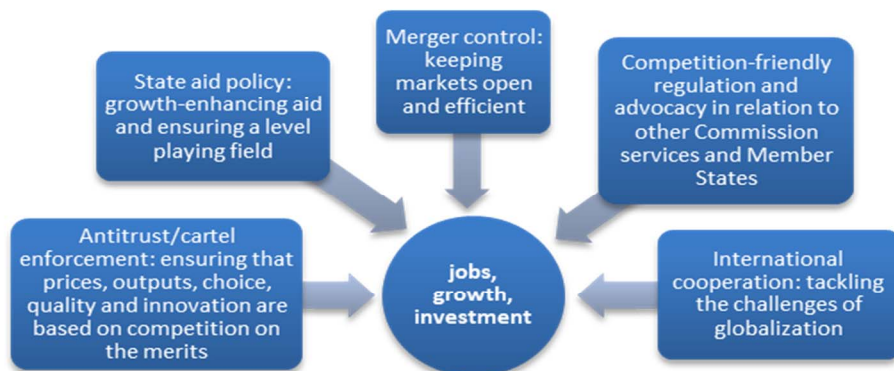 Merger control:
keeping
markets open
and efficient
State aid policy:
growth-enhancing aid
and ensuring a level
playing field
Competition-friendly
regulation and
advocacy in relation to
other Commission
services and Member
States
Antitrust/cartel
enforcement: ensuring that
prices, outputs, choice,
quality and innovation are
based on competition on
the merits
jobs,
growth,
investment
International
cooperation: tackling
the challenges of
globalization